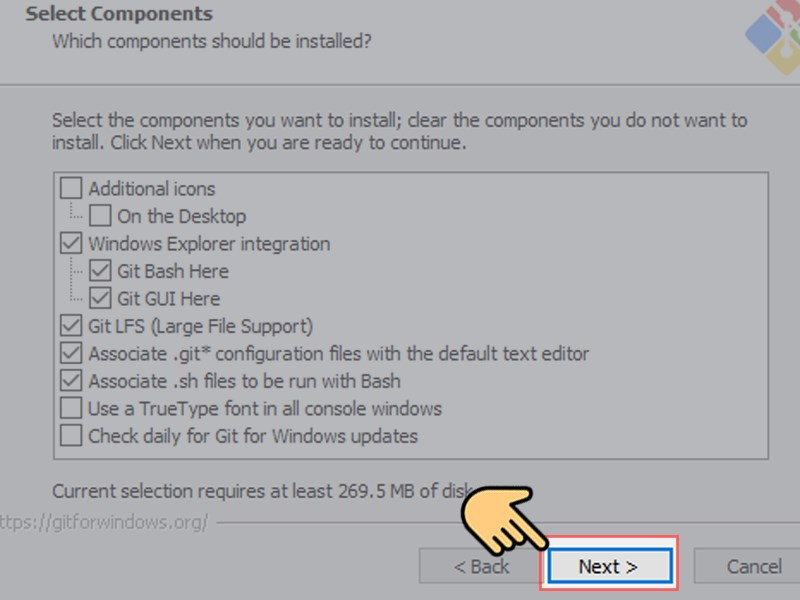 Select Components
Which components should be installed?
Select the components you want to install; clear the components you do not want to
install. Click Next when you are ready to continue.
Additional icons
On the Desktop
Windows Explorer integration
Git Bash Here
Git GUI Here
Git LFS (Large File Support)
Associate .git* configuration files with the default text editor
Associate .sh files to be run with Bash
Use a TrueType font in all console windows
Check daily for Git for Windows updates
Current selection requires at least 269.5 MB of disk
ttps://gitforwindows.org/
< Back
Next >
Cancel